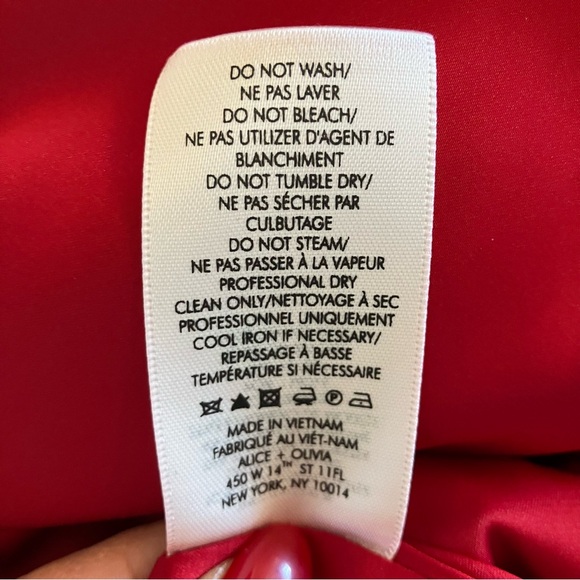 DO NOT WASH/
NE PAS LAVER
DO NOT BLEACH/
NE PAS UTILIZER D'AGENT DE
BLANCHIMENT
DO NOT TUMBLE DRY/
NE PAS SÉCHER PAR
CULBUTAGE
DO NOT STEAM/
NE PAS PASSER À LA VAPEUR
PROFESSIONAL DRY
CLEAN ONLY/NETTOYAGE À SEC
PROFESSIONNEL UNIQUEMENT
COOL IRON IF NECESSARY/
REPASSAGE À BASSE
TEMPÉRATURE SI NÉCESSAIRE
P
MADE IN VIETNAM
FABRIQUÉ AU VIÊT-NAM
ALICE + OLIVIA
450 W 14TH ST 11FL
NEW YORK, NY 10014